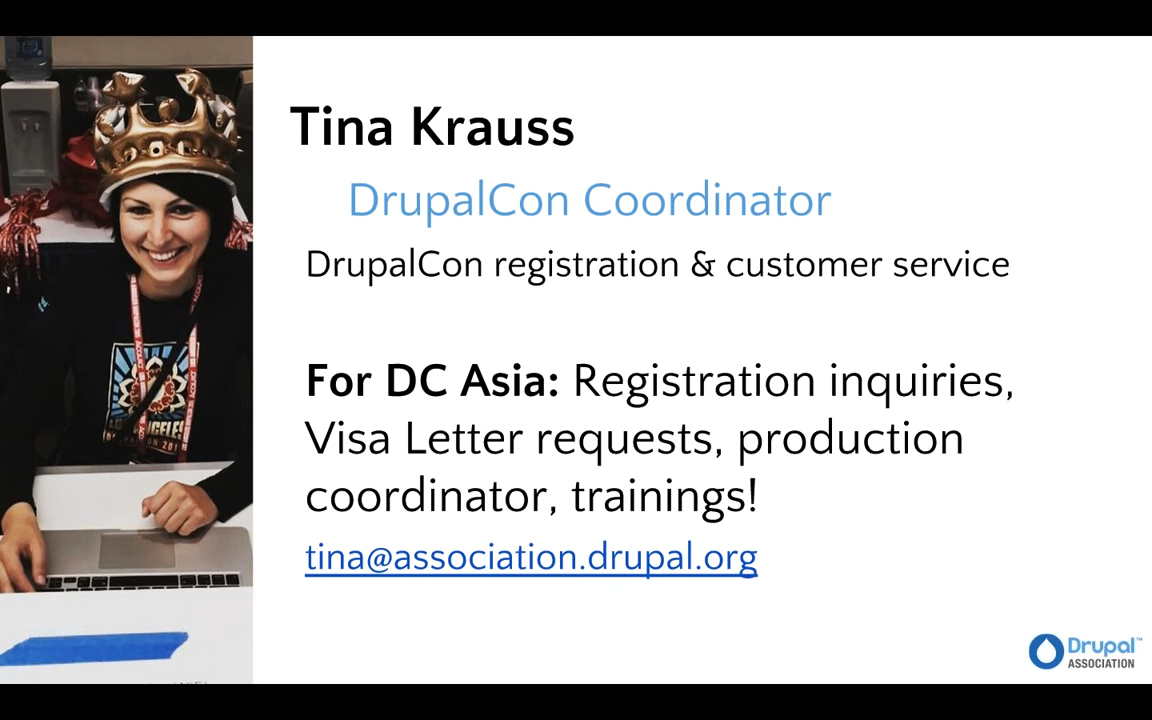 Tina Krauss
DrupalCon Coordinator
DrupalCon registration & customer service
For DC Asia: Registration inquiries,
Visa Letter requests, production
coordinator, trainings!
tina@association.drupal.org
Drupal™
ASSOCIATION